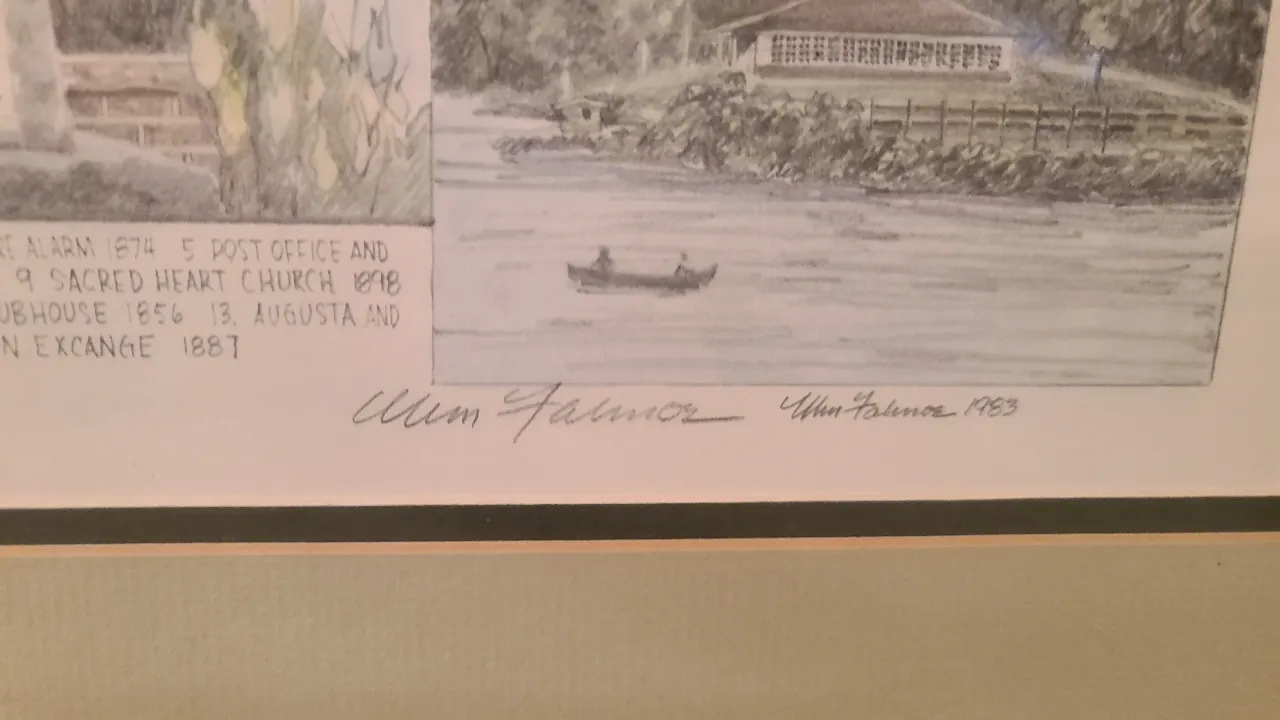 RE ALARM 1874 5 POST OFFICE AND
9 SACRED HEART CHURCH 1898
UBHOUSE 1856 13, AUGUSTA AND
N EXCANGE 1887
1983